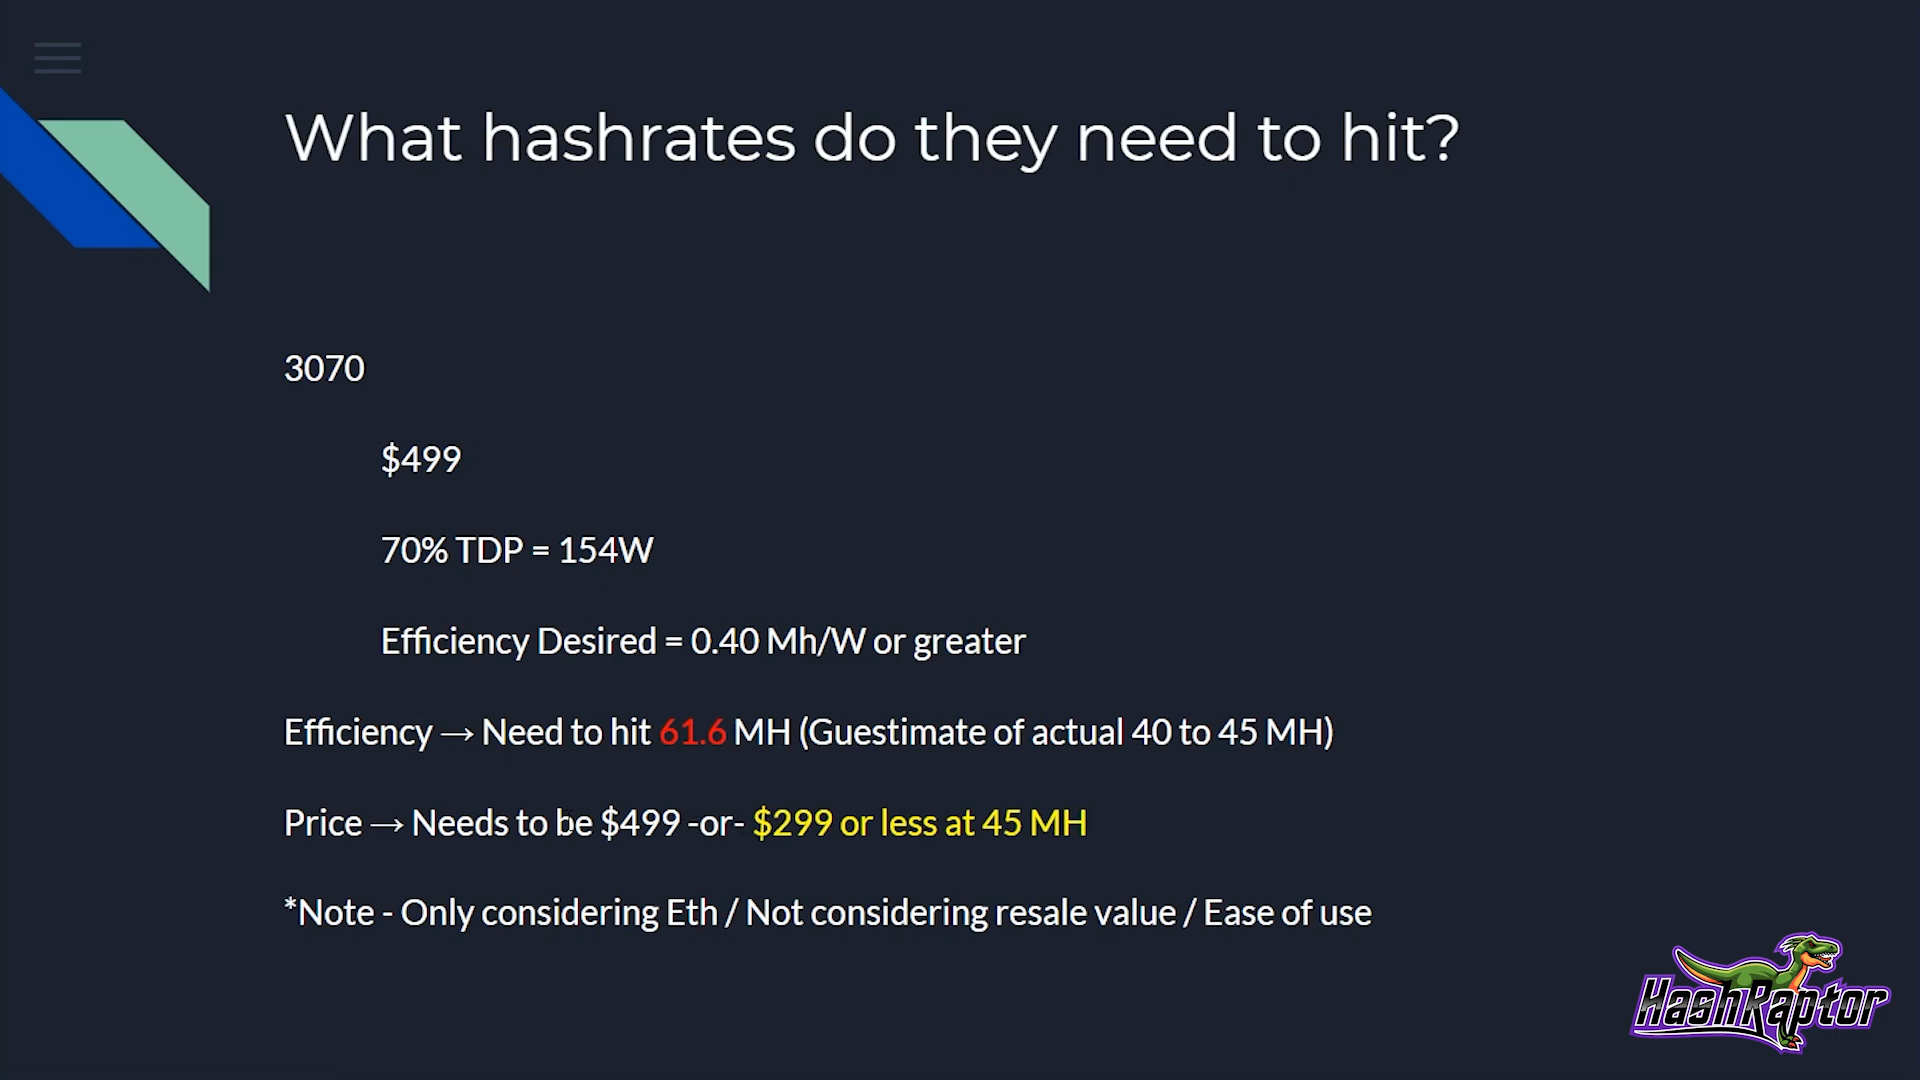 What hashrates do they need to hit?
3070
$499
70% TDP = 154W
Efficiency Desired = 0.40 Mh/W or greater
Efficiency → Need to hit 61.6 MH (Guestimate of actual 40 to 45 MH)
Price → Needs to be $499 -or- $299 or less at 45 MH
*Note - Only considering Eth / Not considering resale value / Ease of use
HashRaptor